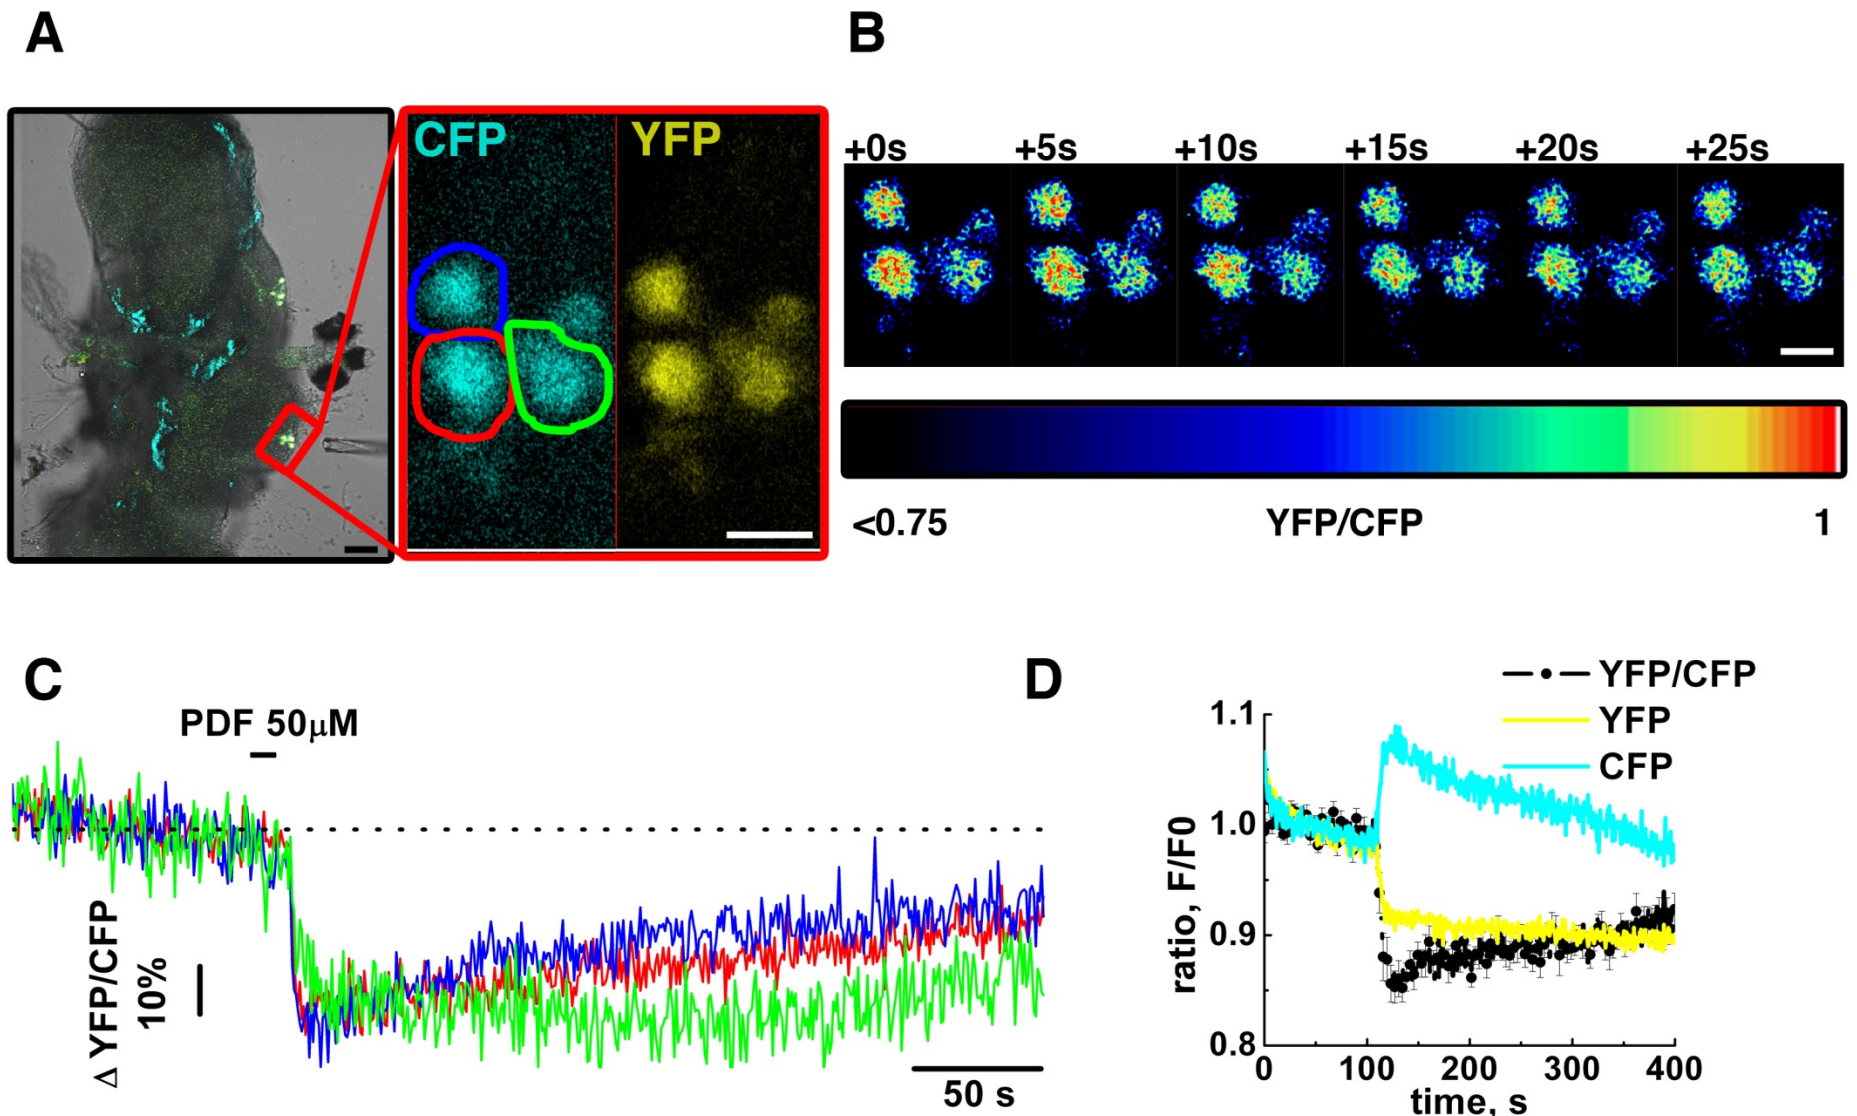 A
B
CFP YFP
+0s +5s +10s +15s +20s +25s
<0.75 YFP/CFP 1
C
D
PDF 50μM
Δ YFP/CFP
10%
50 s
YFP/CFP
YFP
CFP
1.1
1.0
0.9
0.8
ratio, F/F0
0 100 200 300 400
time, s